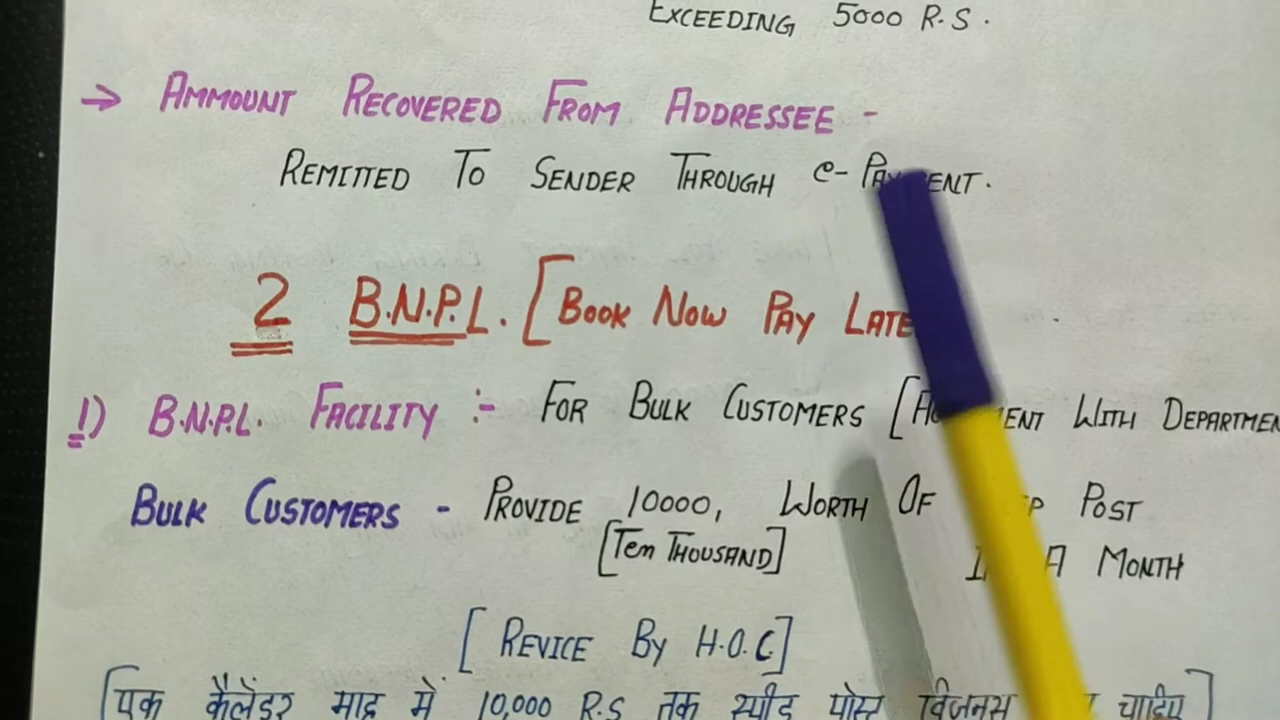 EXCEEDING 5000 R.S.
→ AMMOUNT RECOVERED FROM ADDRESSEE -
REMITTED TO SENDER THROUGH
2 B.N.P.L. [BOOK NOW PAY
1) B.N.P.L. FACILITY :- FOR BULK CUSTOMERS [ WITH
BULK CUSTOMERS - PROVIDE 10000, WORTH OF POST
[Ten THOUSAND] A MONTH
[REVICE BY H.O.C]
[एक कैलेंडर माह में 10,000 R.S तक स्पीड पोस्ट विजनस चाहिए]